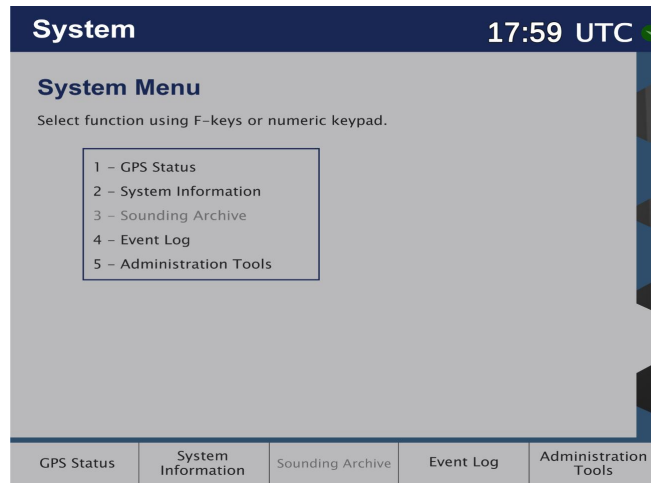 System
17:59 UTC
System Menu
Select function using F-keys or numeric keypad.
1 – GPS Status
2 – System Information
3 – Sounding Archive
4 – Event Log
5 – Administration Tools
GPS Status
System
Information
Sounding Archive
Event Log
Administration
Tools